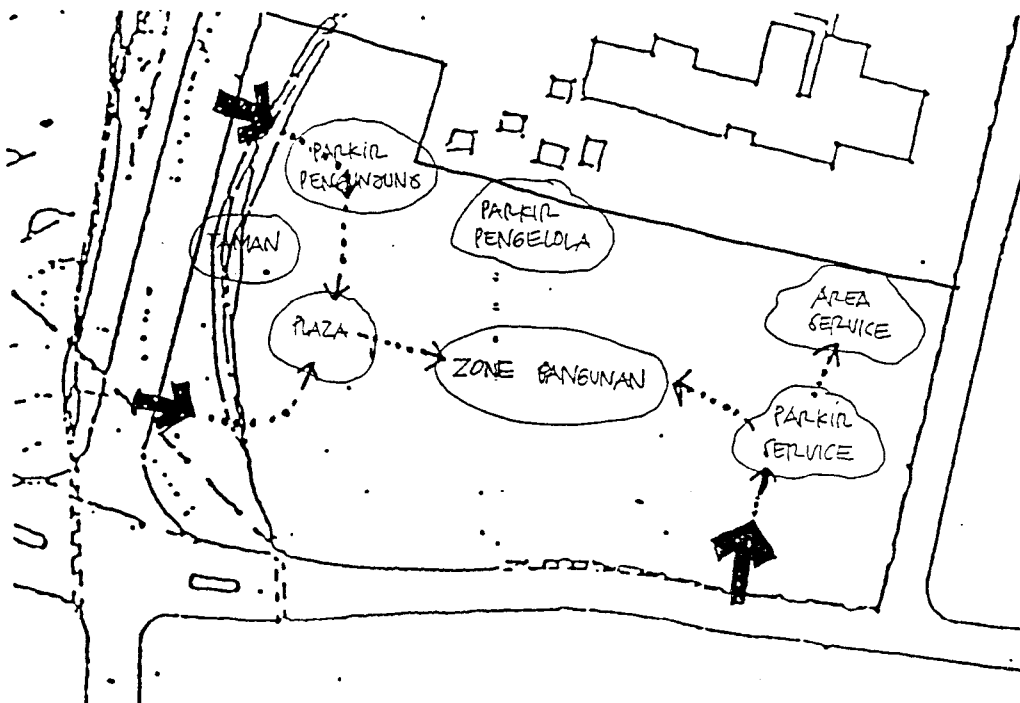 PARKIR
PENGUNJUNG
PARKIR
PENGELOLA
TAMAN
PLAZA
ZONE BANGUNAN
AREA
SERVICE
PARKIR
SERVICE